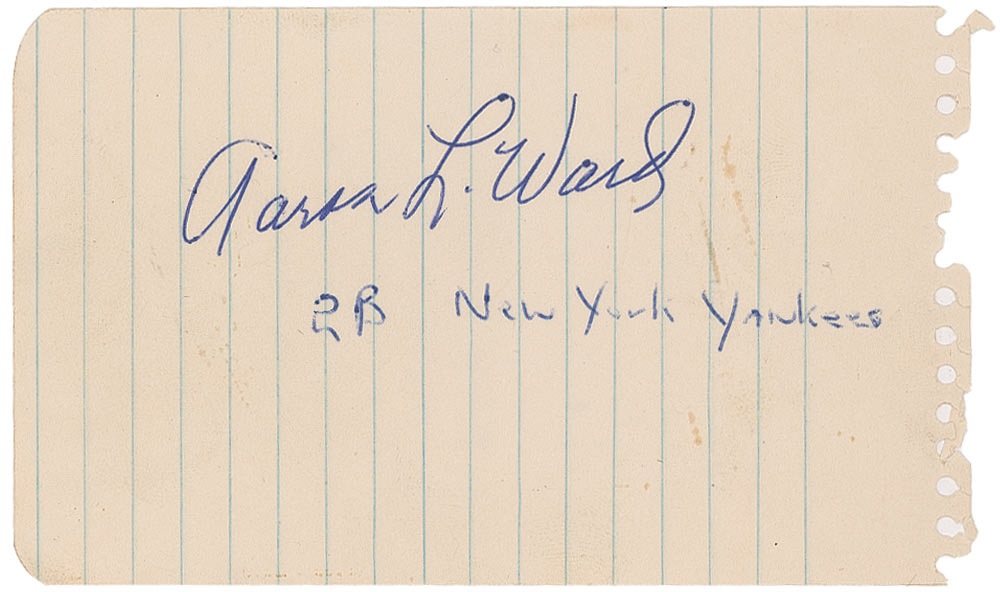 Aaron L. Ward
2B New York Yankees